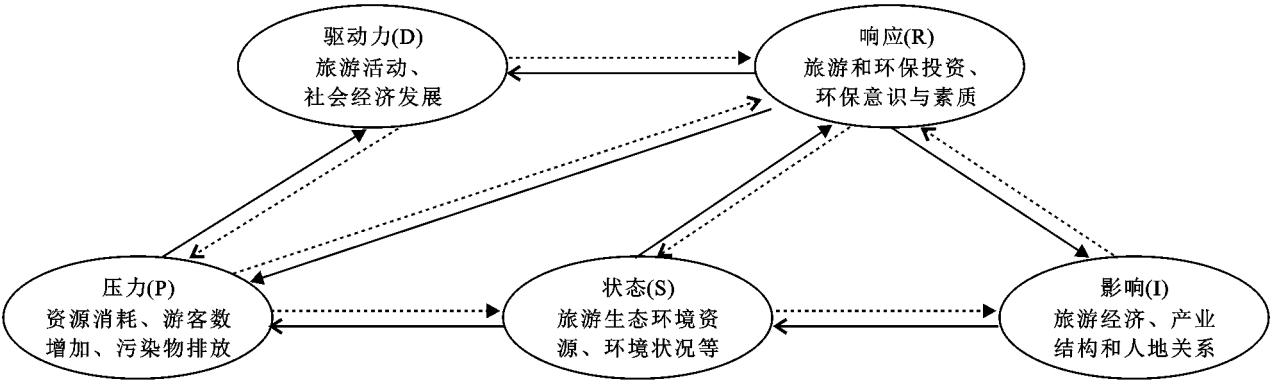 驱动力(D)
旅游活动、
社会经济发展
响应(R)
旅游和环保投资、
环保意识与素质
压力(P)
资源消耗、游客数
增加、污染物排放
状态(S)
旅游生态环境资
源、环境状况等
影响(I)
旅游经济、产业
结构和人地关系